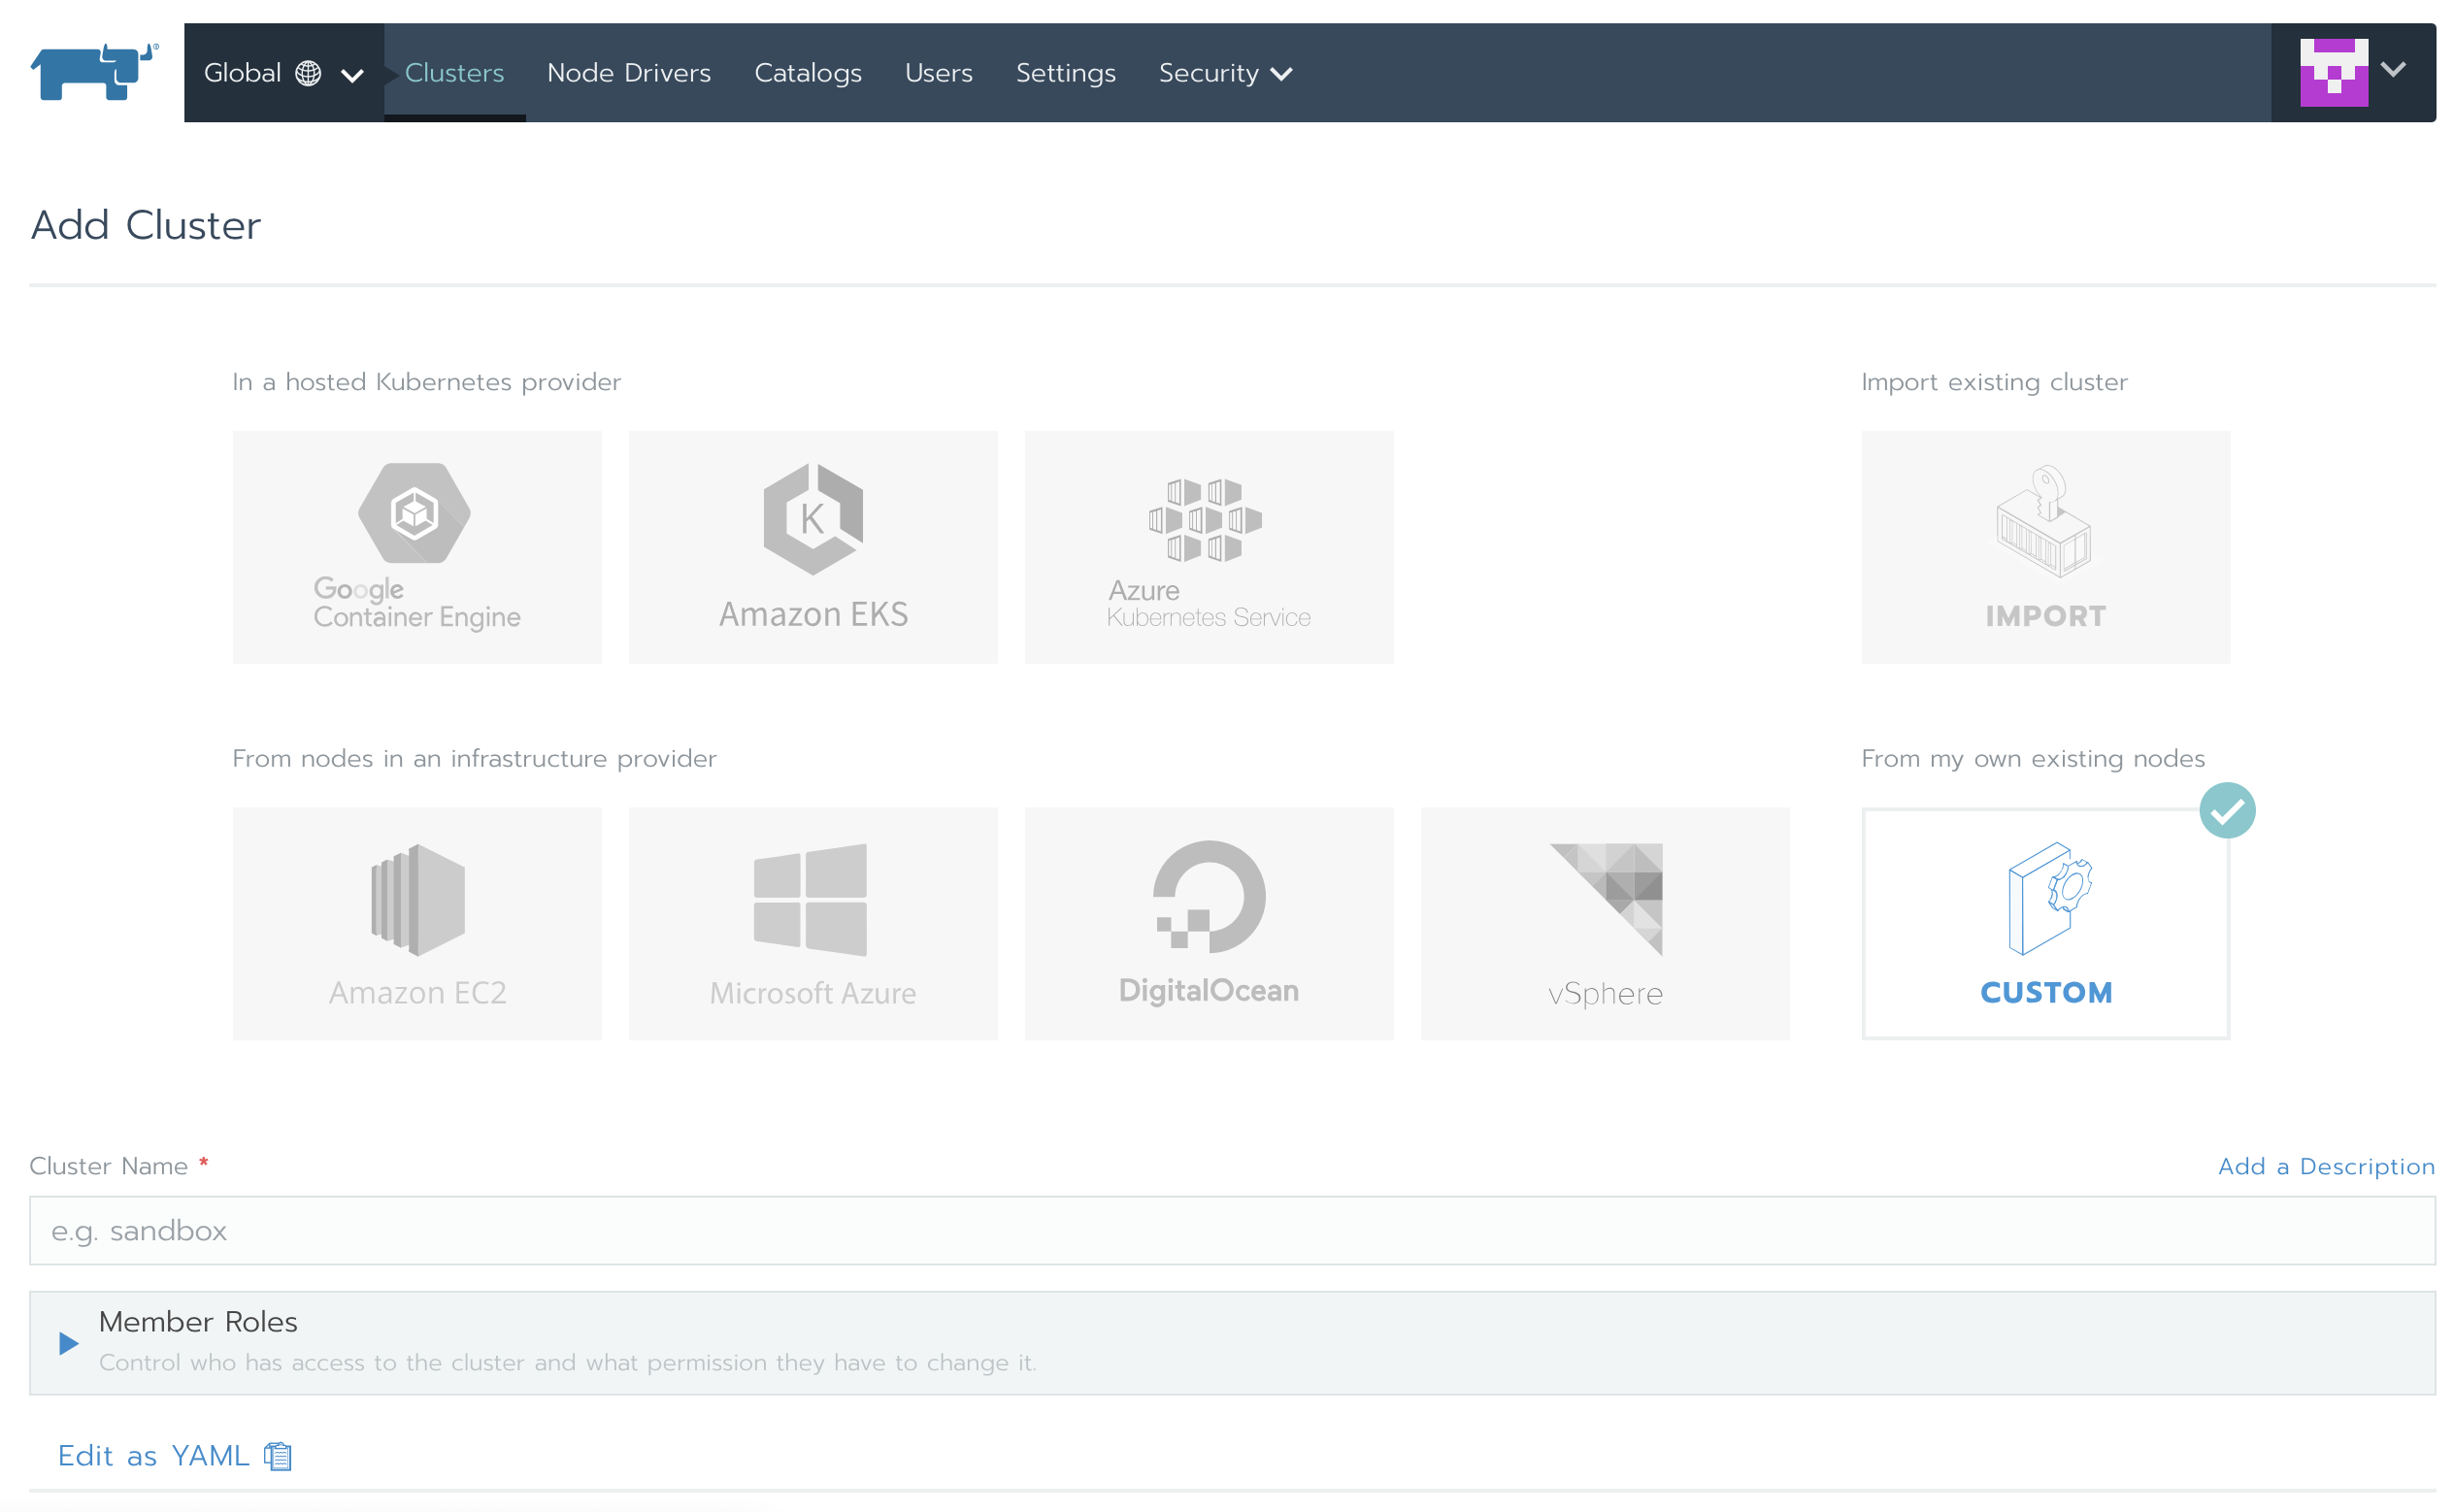 Global Clusters Node Drivers Catalogs Users Settings Security
Add Cluster
In a hosted Kubernetes provider
Import existing cluster
Google
Container Engine
K
Amazon EKS
Azure
Kubernetes Service
IMPORT
From nodes in an infrastructure provider
From my own existing nodes
Amazon EC2
Microsoft Azure
DigitalOcean
vSphere
CUSTOM
Cluster Name *
Add a Description
e.g. sandbox
Member Roles
Control who has access to the cluster and what permission they have to change it.
Edit as YAML